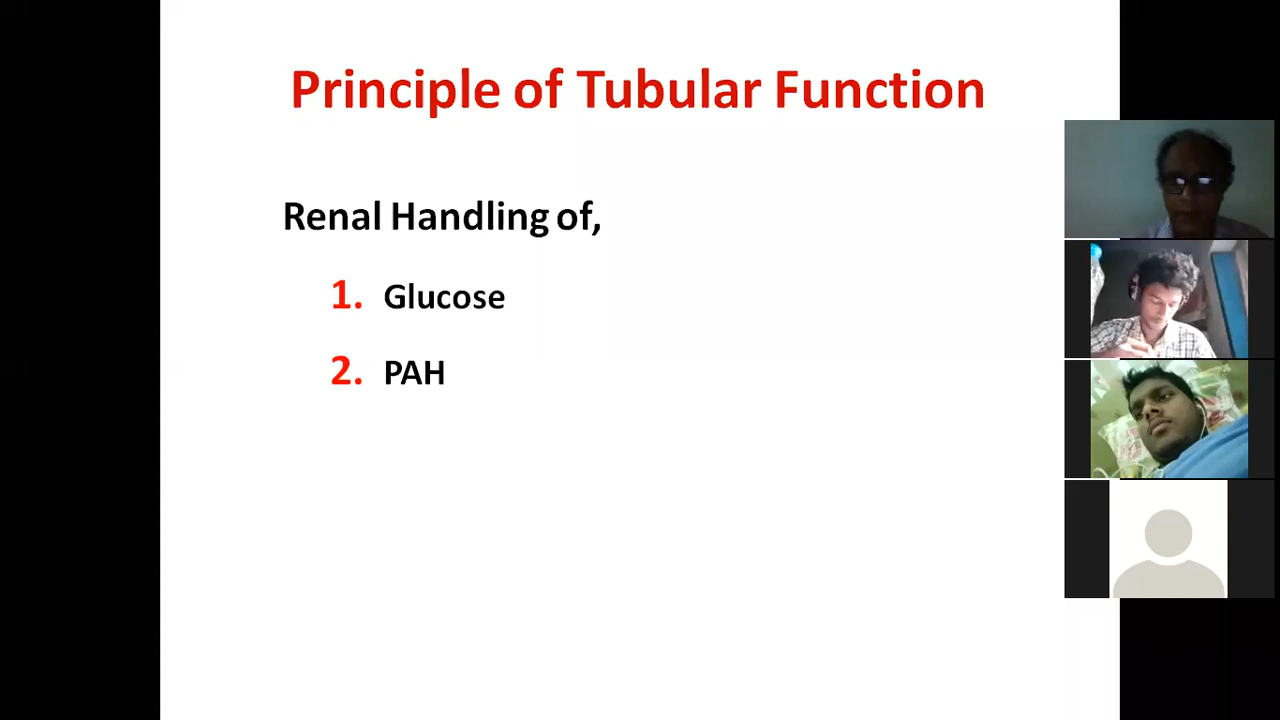 Principle of Tubular Function
Renal Handling of,
1. Glucose
2. PAH